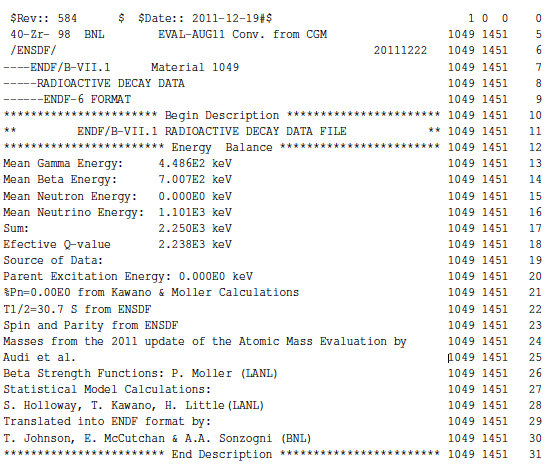 $Rev:: 584      $  $Date:: 2011-12-19#$                             1 0  0    0
 40-Zr- 98  BNL        EVAL-AUG11 Conv. from CGM                  1049 1451    5
 /ENSDF/                                              20111222   1049 1451    6
----ENDF/B-VII.1      Material 1049                               1049 1451    7
-----RADIOACTIVE DECAY DATA                                       1049 1451    8
------ENDF-6 FORMAT                                               1049 1451    9
*********************** Begin Description *********************** 1049 1451   10
**         ENDF/B-VII.1 RADIOACTIVE DECAY DATA FILE            ** 1049 1451   11
************************ Energy  Balance ************************ 1049 1451   12
Mean Gamma Energy:     4.486E2 keV                                1049 1451   13
Mean Beta Energy:      7.007E2 keV                                1049 1451   14
Mean Neutron Energy:   0.000E0 keV                                1049 1451   15
Mean Neutrino Energy:  1.101E3 keV                                1049 1451   16
Sum:                   2.250E3 keV                                1049 1451   17
Efective Q-value       2.238E3 keV                                1049 1451   18
Source of Data:                                                   1049 1451   19
Parent Excitation Energy: 0.000E0 keV                             1049 1451   20
%Pn=0.00E0 from Kawano & Moller Calculations                      1049 1451   21
T1/2=30.7 S from ENSDF                                            1049 1451   22
Spin and Parity from ENSDF                                        1049 1451   23
Masses from the 2011 update of the Atomic Mass Evaluation by      1049 1451   24
Audi et al.                                                       1049 1451   25
Beta Strength Functions: P. Moller (LANL)                         1049 1451   26
Statistical Model Calculations:                                   1049 1451   27
S. Holloway, T. Kawano, H. Little(LANL)                           1049 1451   28
Translated into ENDF format by:                                   1049 1451   29
T. Johnson, E. McCutchan & A.A. Sonzogni (BNL)                    1049 1451   30
************************ End Description ************************ 1049 1451   31